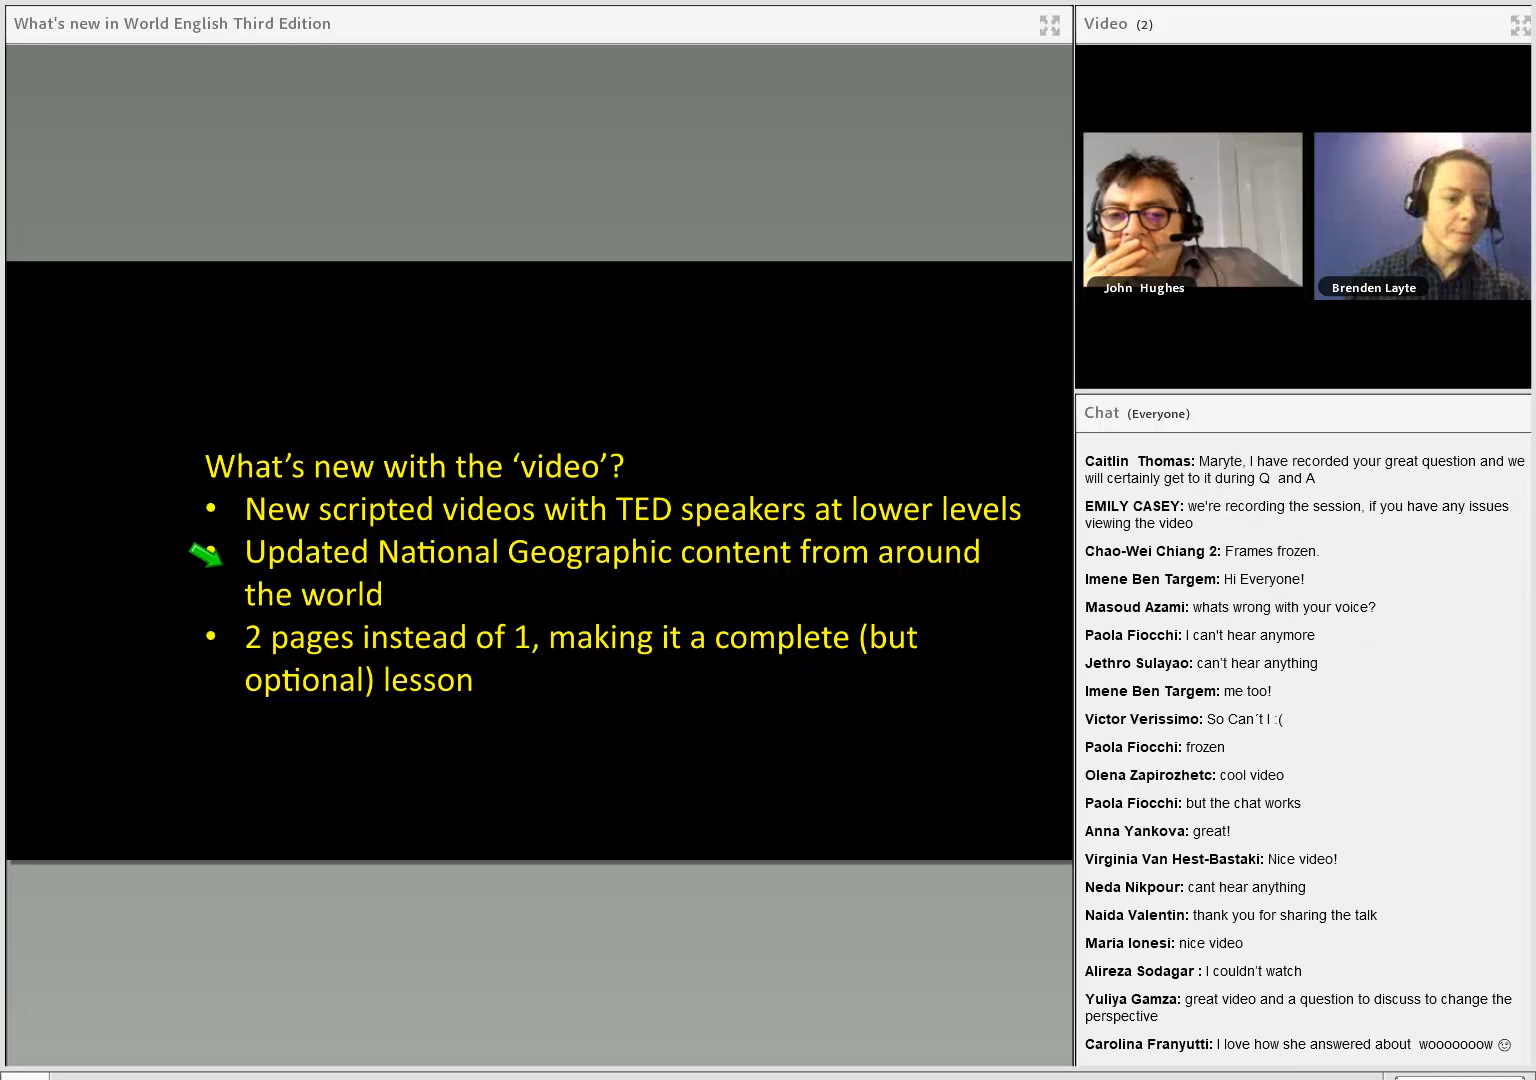 What's new in World English Third Edition
Video (2)
John Hughes
Brenden Layte
What’s new with the ‘video’?
• New scripted videos with TED speakers at lower levels
• Updated National Geographic content from around
the world
• 2 pages instead of 1, making it a complete (but
optional) lesson
Chat (Everyone)
Caitlin Thomas: Maryte, I have recorded your great question and we
will certainly get to it during Q and A
EMILY CASEY: we're recording the session, if you have any issues
viewing the video
Chao-Wei Chiang 2: Frames frozen.
Imene Ben Targem: Hi Everyone!
Masoud Azami: whats wrong with your voice?
Paola Fiocchi: I can't hear anymore
Jethro Sulayao: can’t hear anything
Imene Ben Targem: me too!
Victor Verissimo: So Can´t I :(
Paola Fiocchi: frozen
Olena Zapirozhetc: cool video
Paola Fiocchi: but the chat works
Anna Yankova: great!
Virginia Van Hest-Bastaki: Nice video!
Neda Nikpour: cant hear anything
Naida Valentin: thank you for sharing the talk
Maria Ionesi: nice video
Alireza Sodagar : I couldn’t watch
Yuliya Gamza: great video and a question to discuss to change the
perspective
Carolina Franyutti: I love how she answered about wooooooow